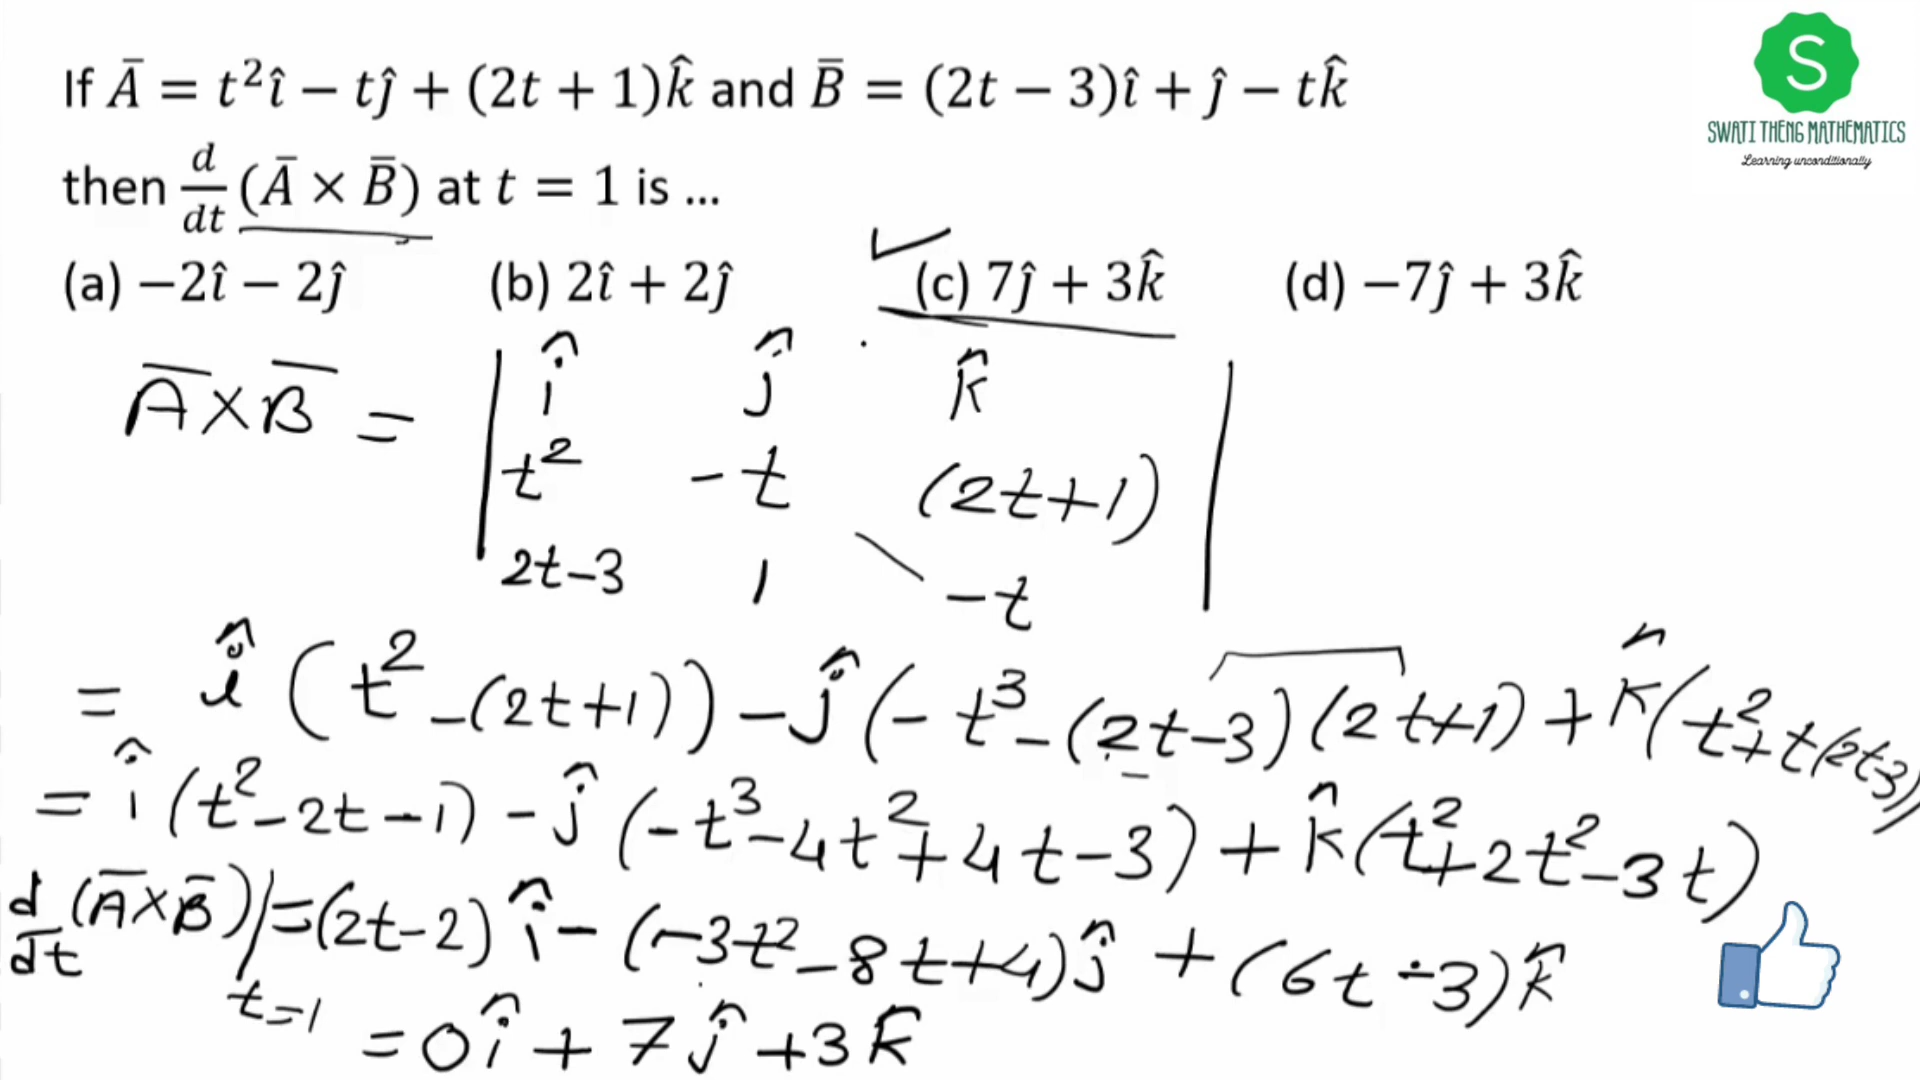 If Ā = t²î − tĵ + (2t + 1)k̂ and B̄ = (2t − 3)î + ĵ − tk̂
S
SWATI THENG MATHEMATICS
Learning unconditionally
then d/dt (Ā × B̄) at t = 1 is ...
(a) −2î − 2ĵ (b) 2î + 2ĵ ✓(c) 7ĵ + 3k̂ (d) −7ĵ + 3k̂
Ā×B̄ = | î ĵ k̂ |
| t² -t (2t+1) |
| 2t-3 1 -t |
= î (t² -(2t+1)) - ĵ (- t³ -(2t-3)(2t+1) + k̂ (t² + t(2t-3))
= î (t² - 2t - 1) - ĵ (- t³ - 4t² + 4t - 3) + k̂ (t² + 2t² - 3t)
d/dt (Ā×B̄)|t=1 = (2t-2) î - (-3t² - 8t + 4) ĵ + (6t - 3) k̂
= 0î + 7ĵ + 3k̂